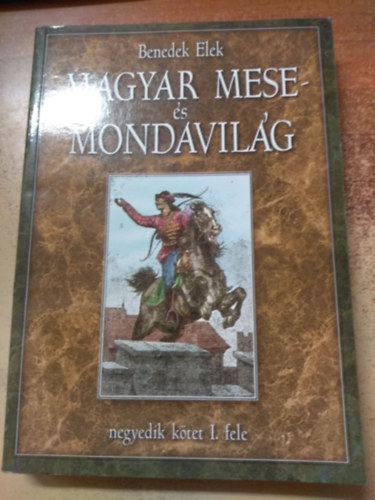 Benedek Elek
MAGYAR MESE-
és
MONDAVILÁG
negyedik kötet I. fele